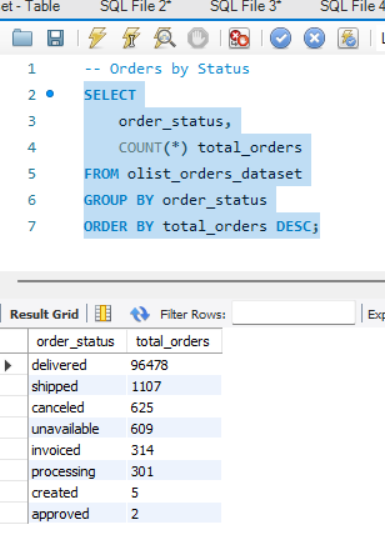 et - Table SQL File 2* SQL File 3* SQL File 4
L
1 -- Orders by Status
2 SELECT
3 order_status,
4 COUNT(*) total_orders
5 FROM olist_orders_dataset
6 GROUP BY order_status
7 ORDER BY total_orders DESC;
Result Grid Filter Rows: Exp
order_status total_orders
delivered 96478
shipped 1107
canceled 625
unavailable 609
invoiced 314
processing 301
created 5
approved 2